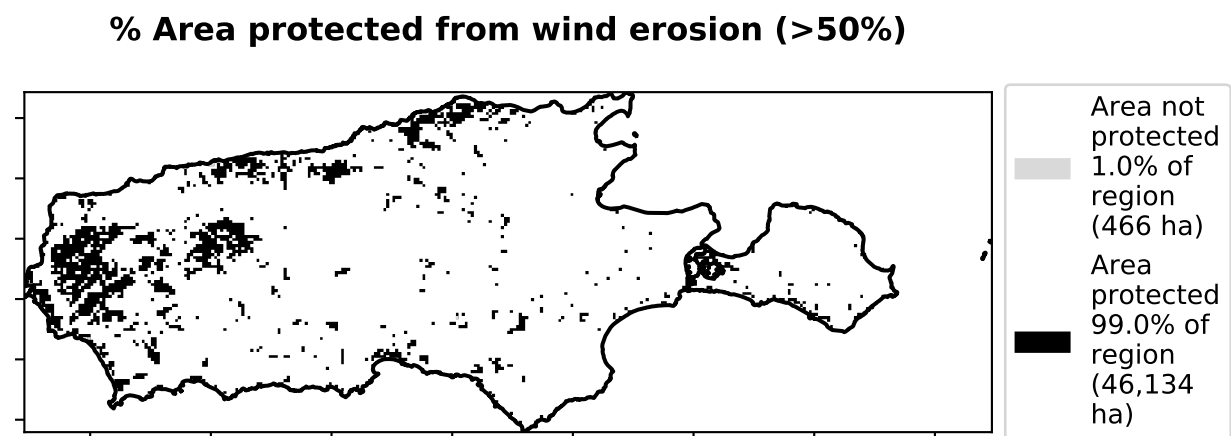 % Area protected from wind erosion (>50%)
Area not
protected
1.0% of
region
(466 ha)
Area
protected
99.0% of
region
(46,134
ha)